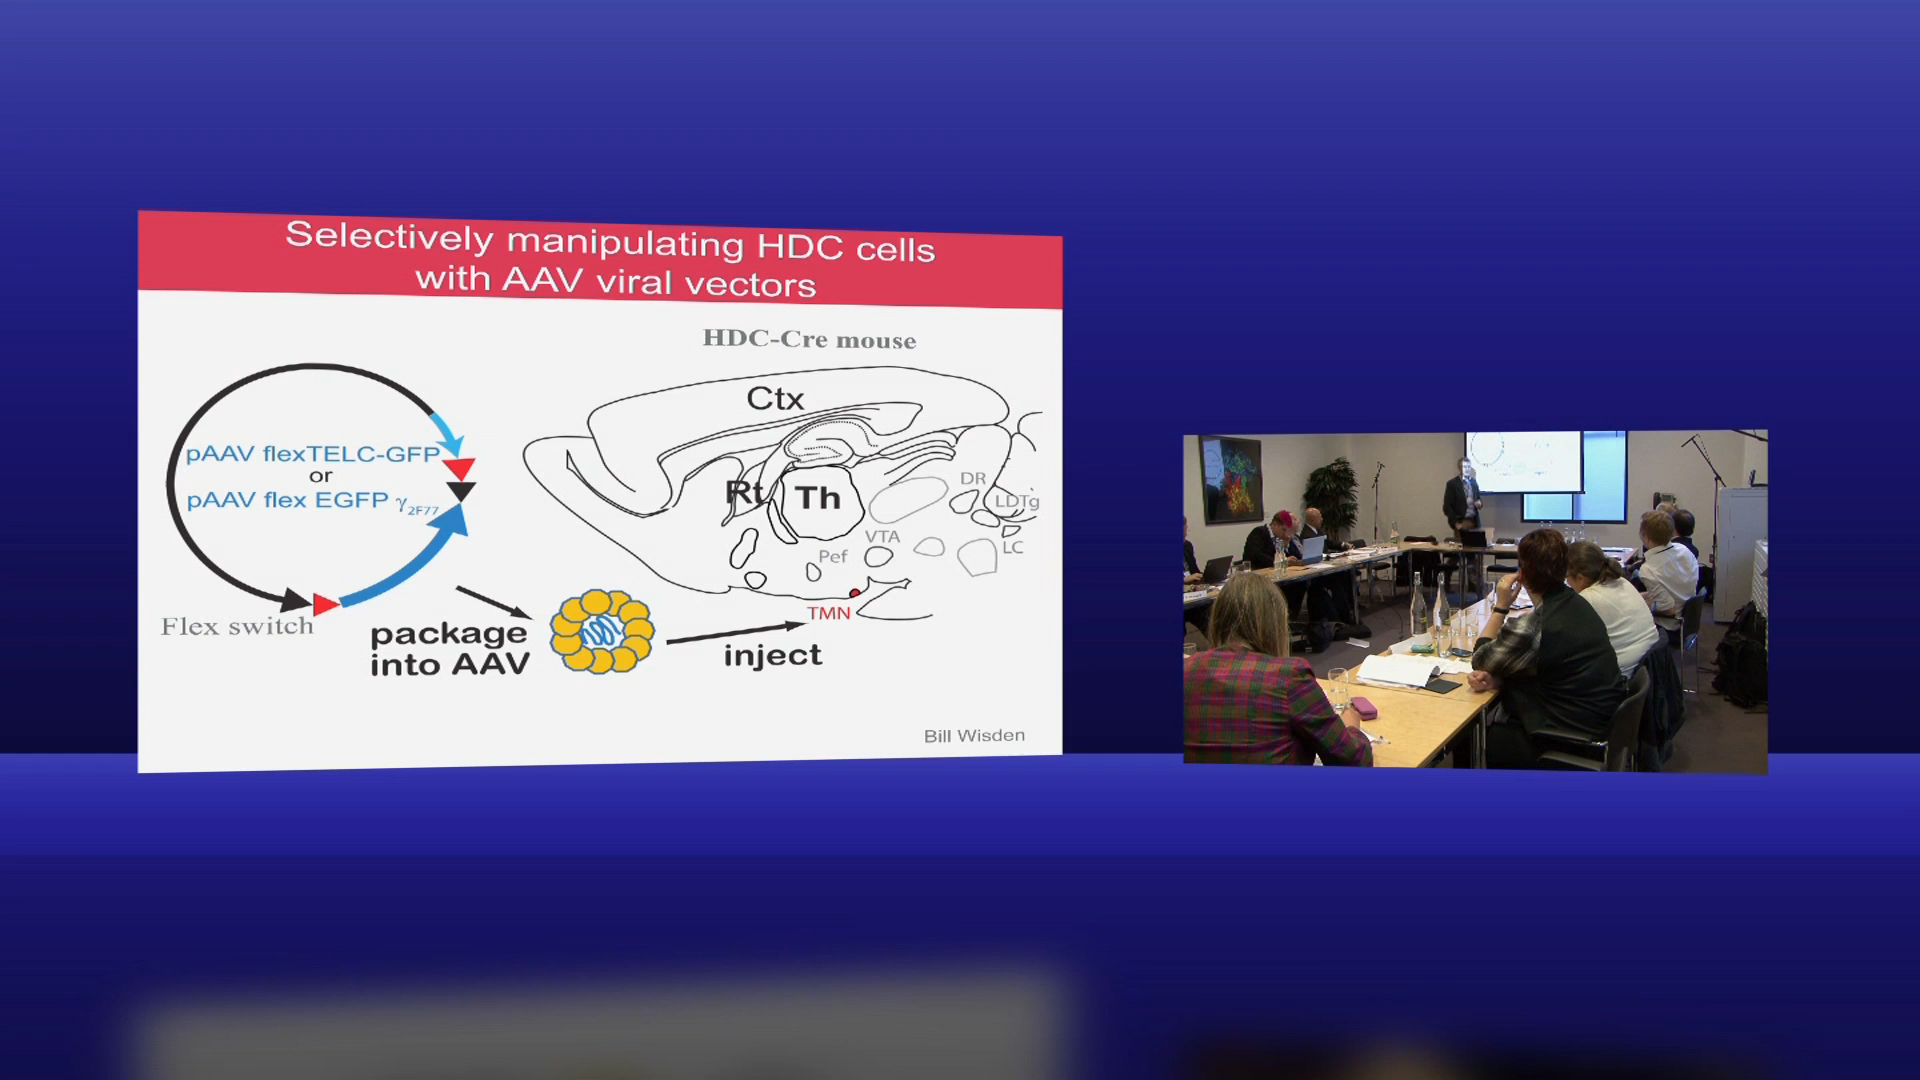 Selectively manipulating HDC cells
with AAV viral vectors
HDC-Cre mouse
Ctx
pAAV flexTELC-GFP
or
pAAV flex EGFP γ2F77
Rt
Th
DR
LDTg
VTA
LC
Pef
TMN
Flex switch
package
into AAV
inject
Bill Wisden